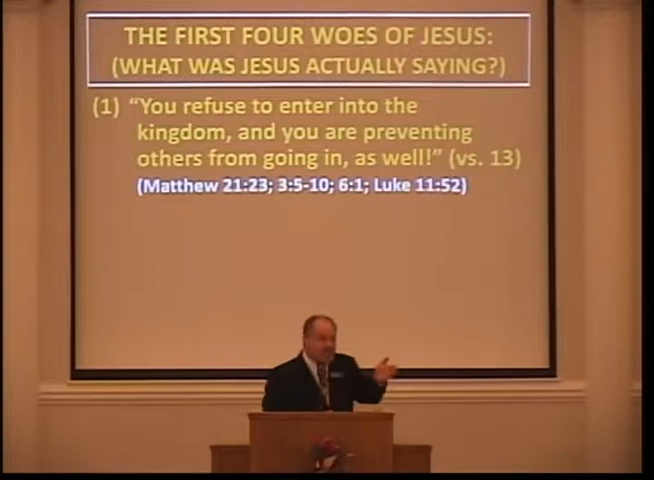 THE FIRST FOUR WOES OF JESUS:
(WHAT WAS JESUS ACTUALLY SAYING?)
(1) "You refuse to enter into the
kingdom, and you are preventing
others from going in, as well!" (vs. 13)
(Matthew 21:23; 3:5-10; 6:1; Luke 11:52)